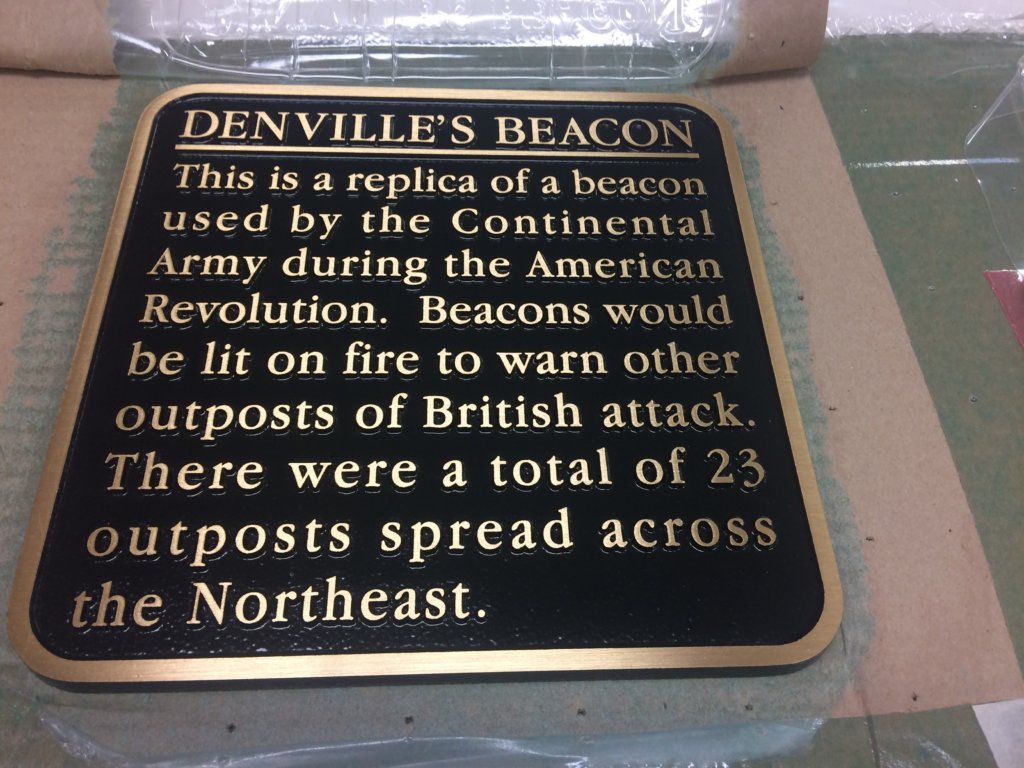 DENVILLE'S BEACON
This is a replica of a beacon
used by the Continental
Army during the American
Revolution. Beacons would
be lit on fire to warn other
outposts of British attack.
There were a total of 23
outposts spread across
the Northeast.